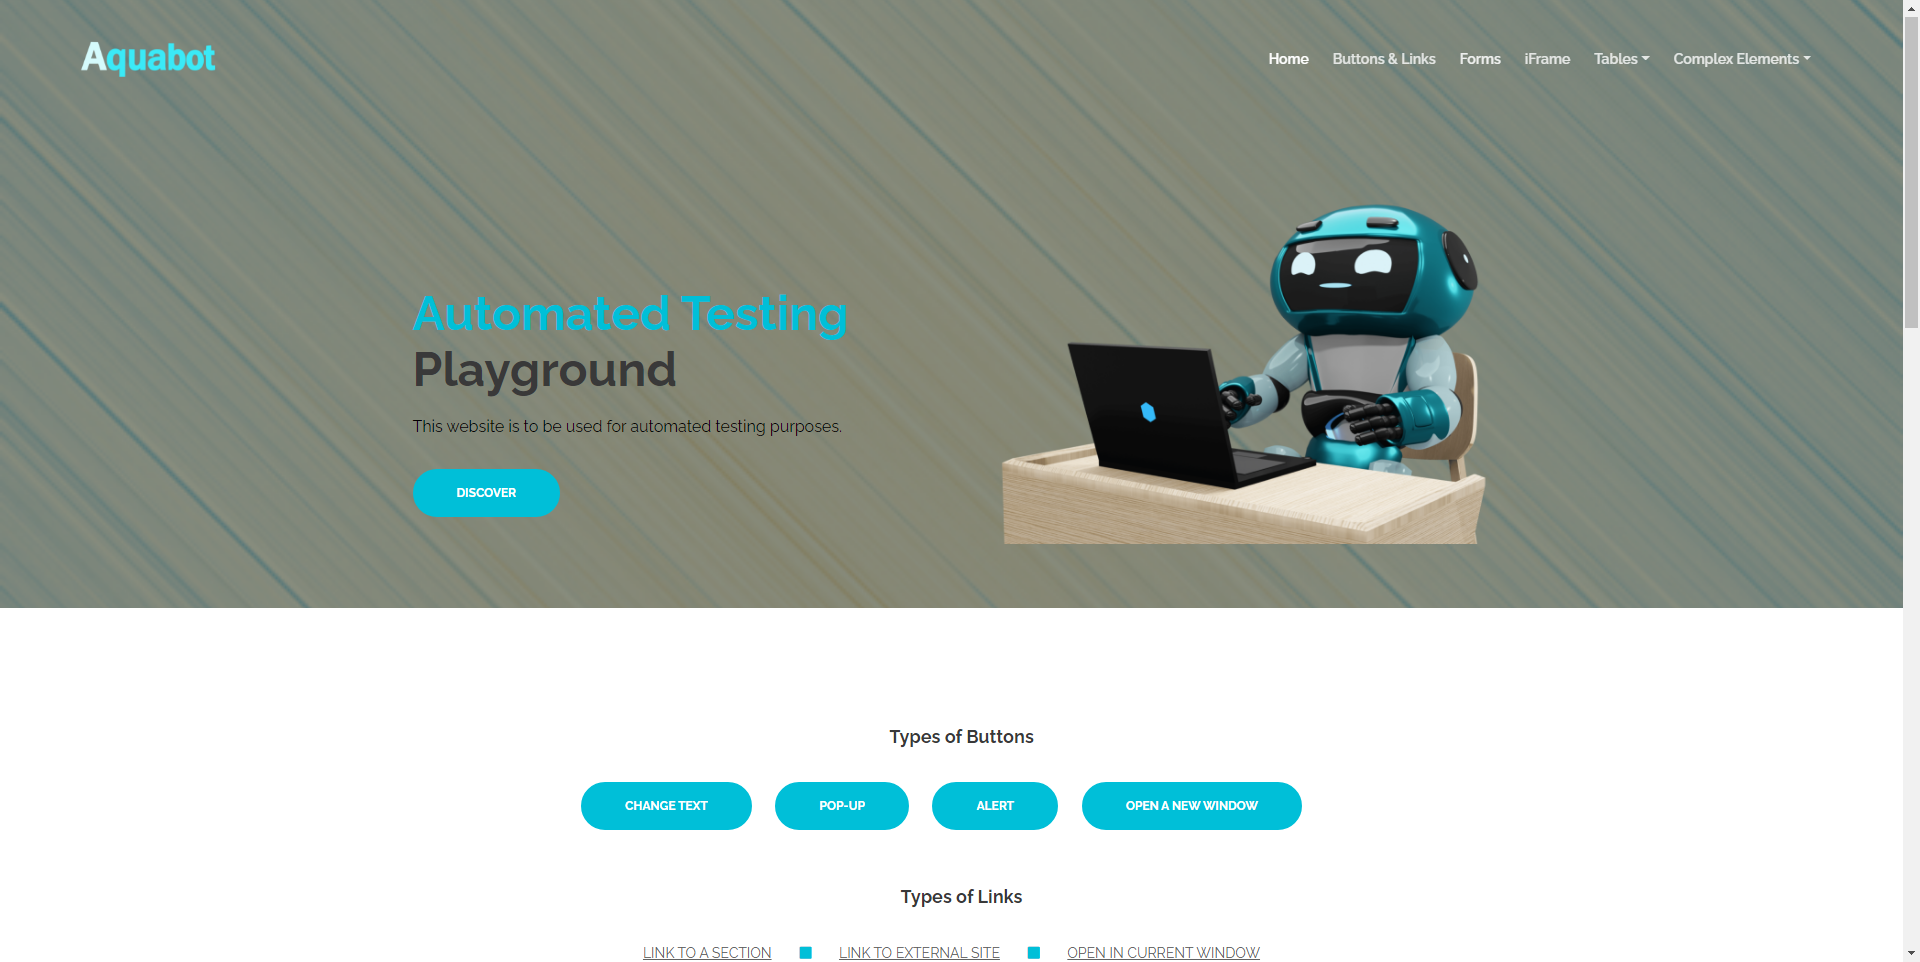 Aquabot
Home Buttons & Links Forms iFrame Tables Complex Elements
Automated Testing
Playground
This website is to be used for automated testing purposes.
DISCOVER
Types of Buttons
CHANGE TEXT POP-UP ALERT OPEN A NEW WINDOW
Types of Links
LINK TO A SECTION LINK TO EXTERNAL SITE OPEN IN CURRENT WINDOW